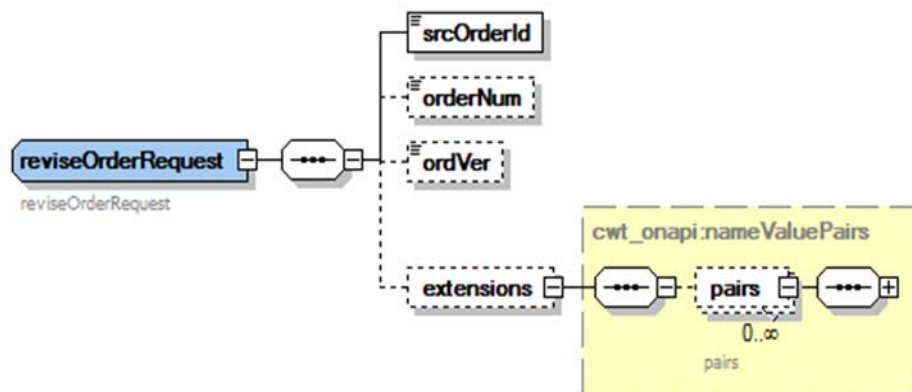 srcOrderId
orderNum
reviseOrderRequest
ordVer
reviseOrderRequest
cwt_onapi:nameValuePairs
extensions
pairs
0..∞
pairs